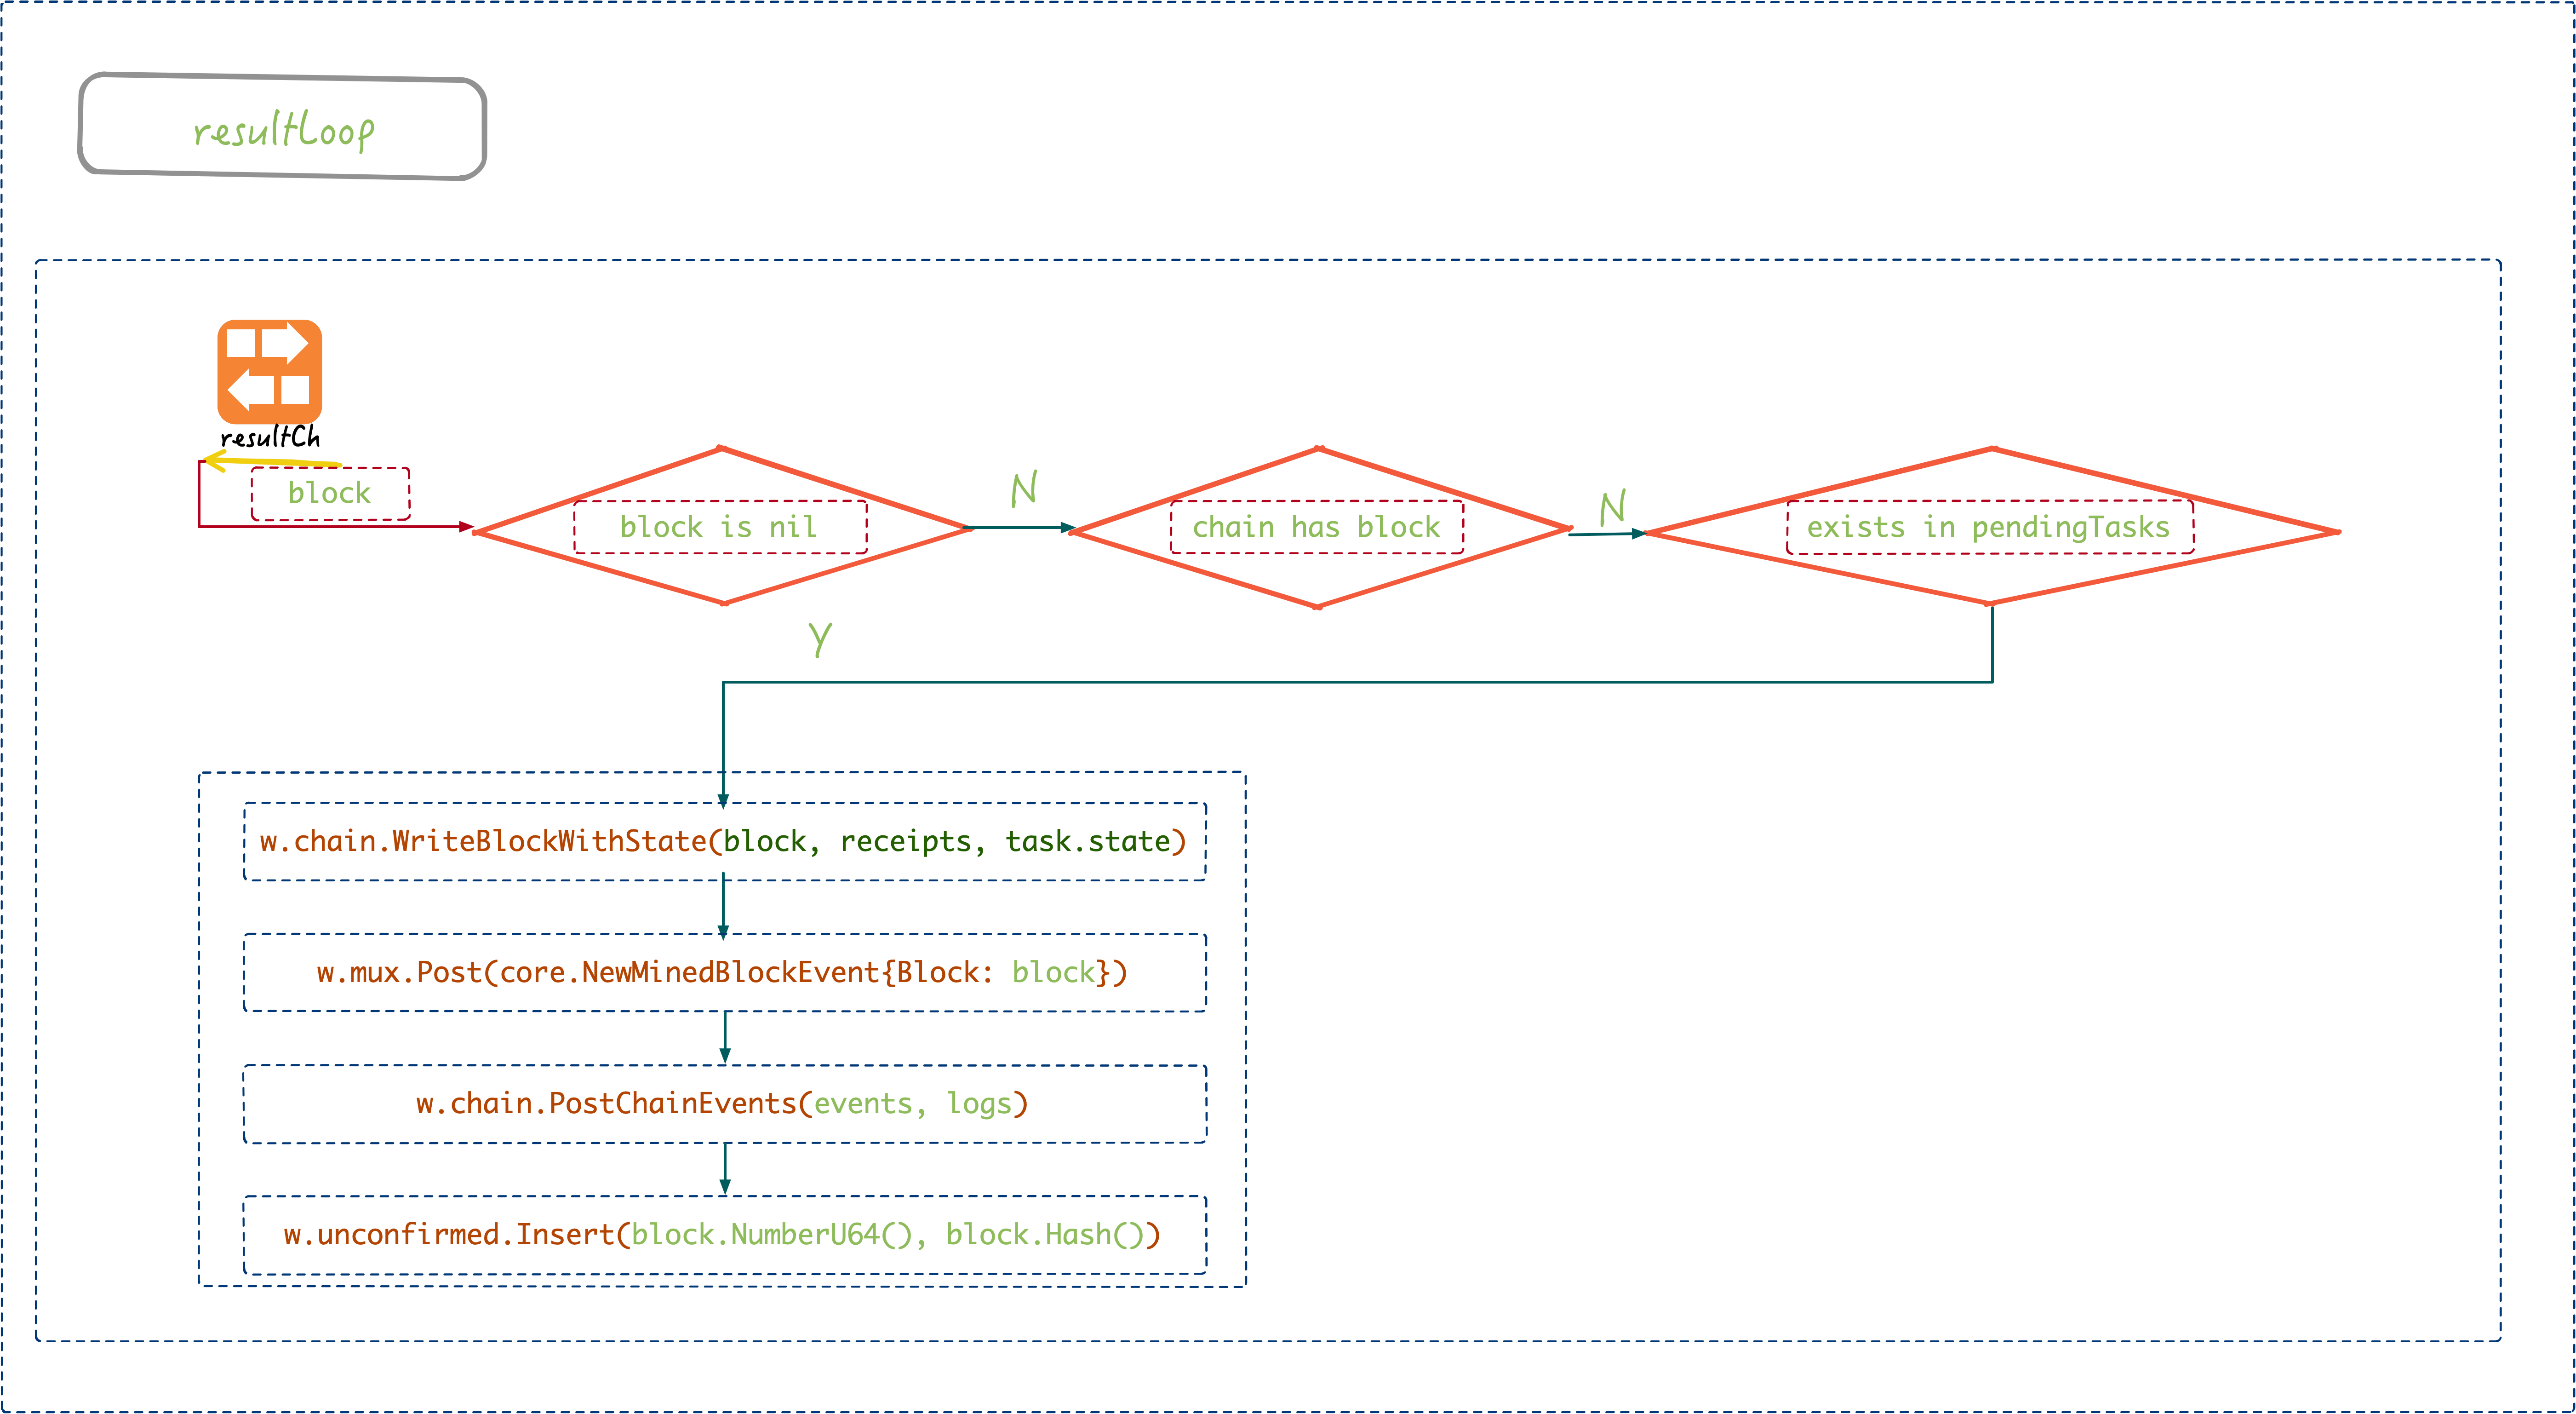 resultLoop
resultCh
block
block is nil
N
chain has block
N
exists in pendingTasks
Y
w.chain.WriteBlockWithState(block, receipts, task.state)
w.mux.Post(core.NewMinedBlockEvent{Block: block})
w.chain.PostChainEvents(events, logs)
w.unconfirmed.Insert(block.NumberU64(), block.Hash())